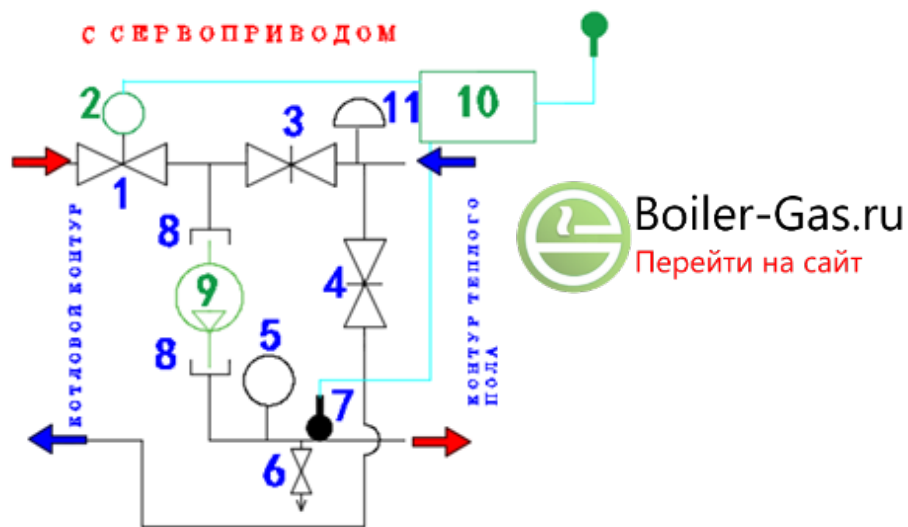 С СЕРВОПРИВОДОМ
2
11
10
3
1
8
9
4
5
8
7
6
КОТЛОВОЙ КОНТУР
КОНТУР ТЕПЛОГО
ПОЛА
Boiler-Gas.ru
Перейти на сайт